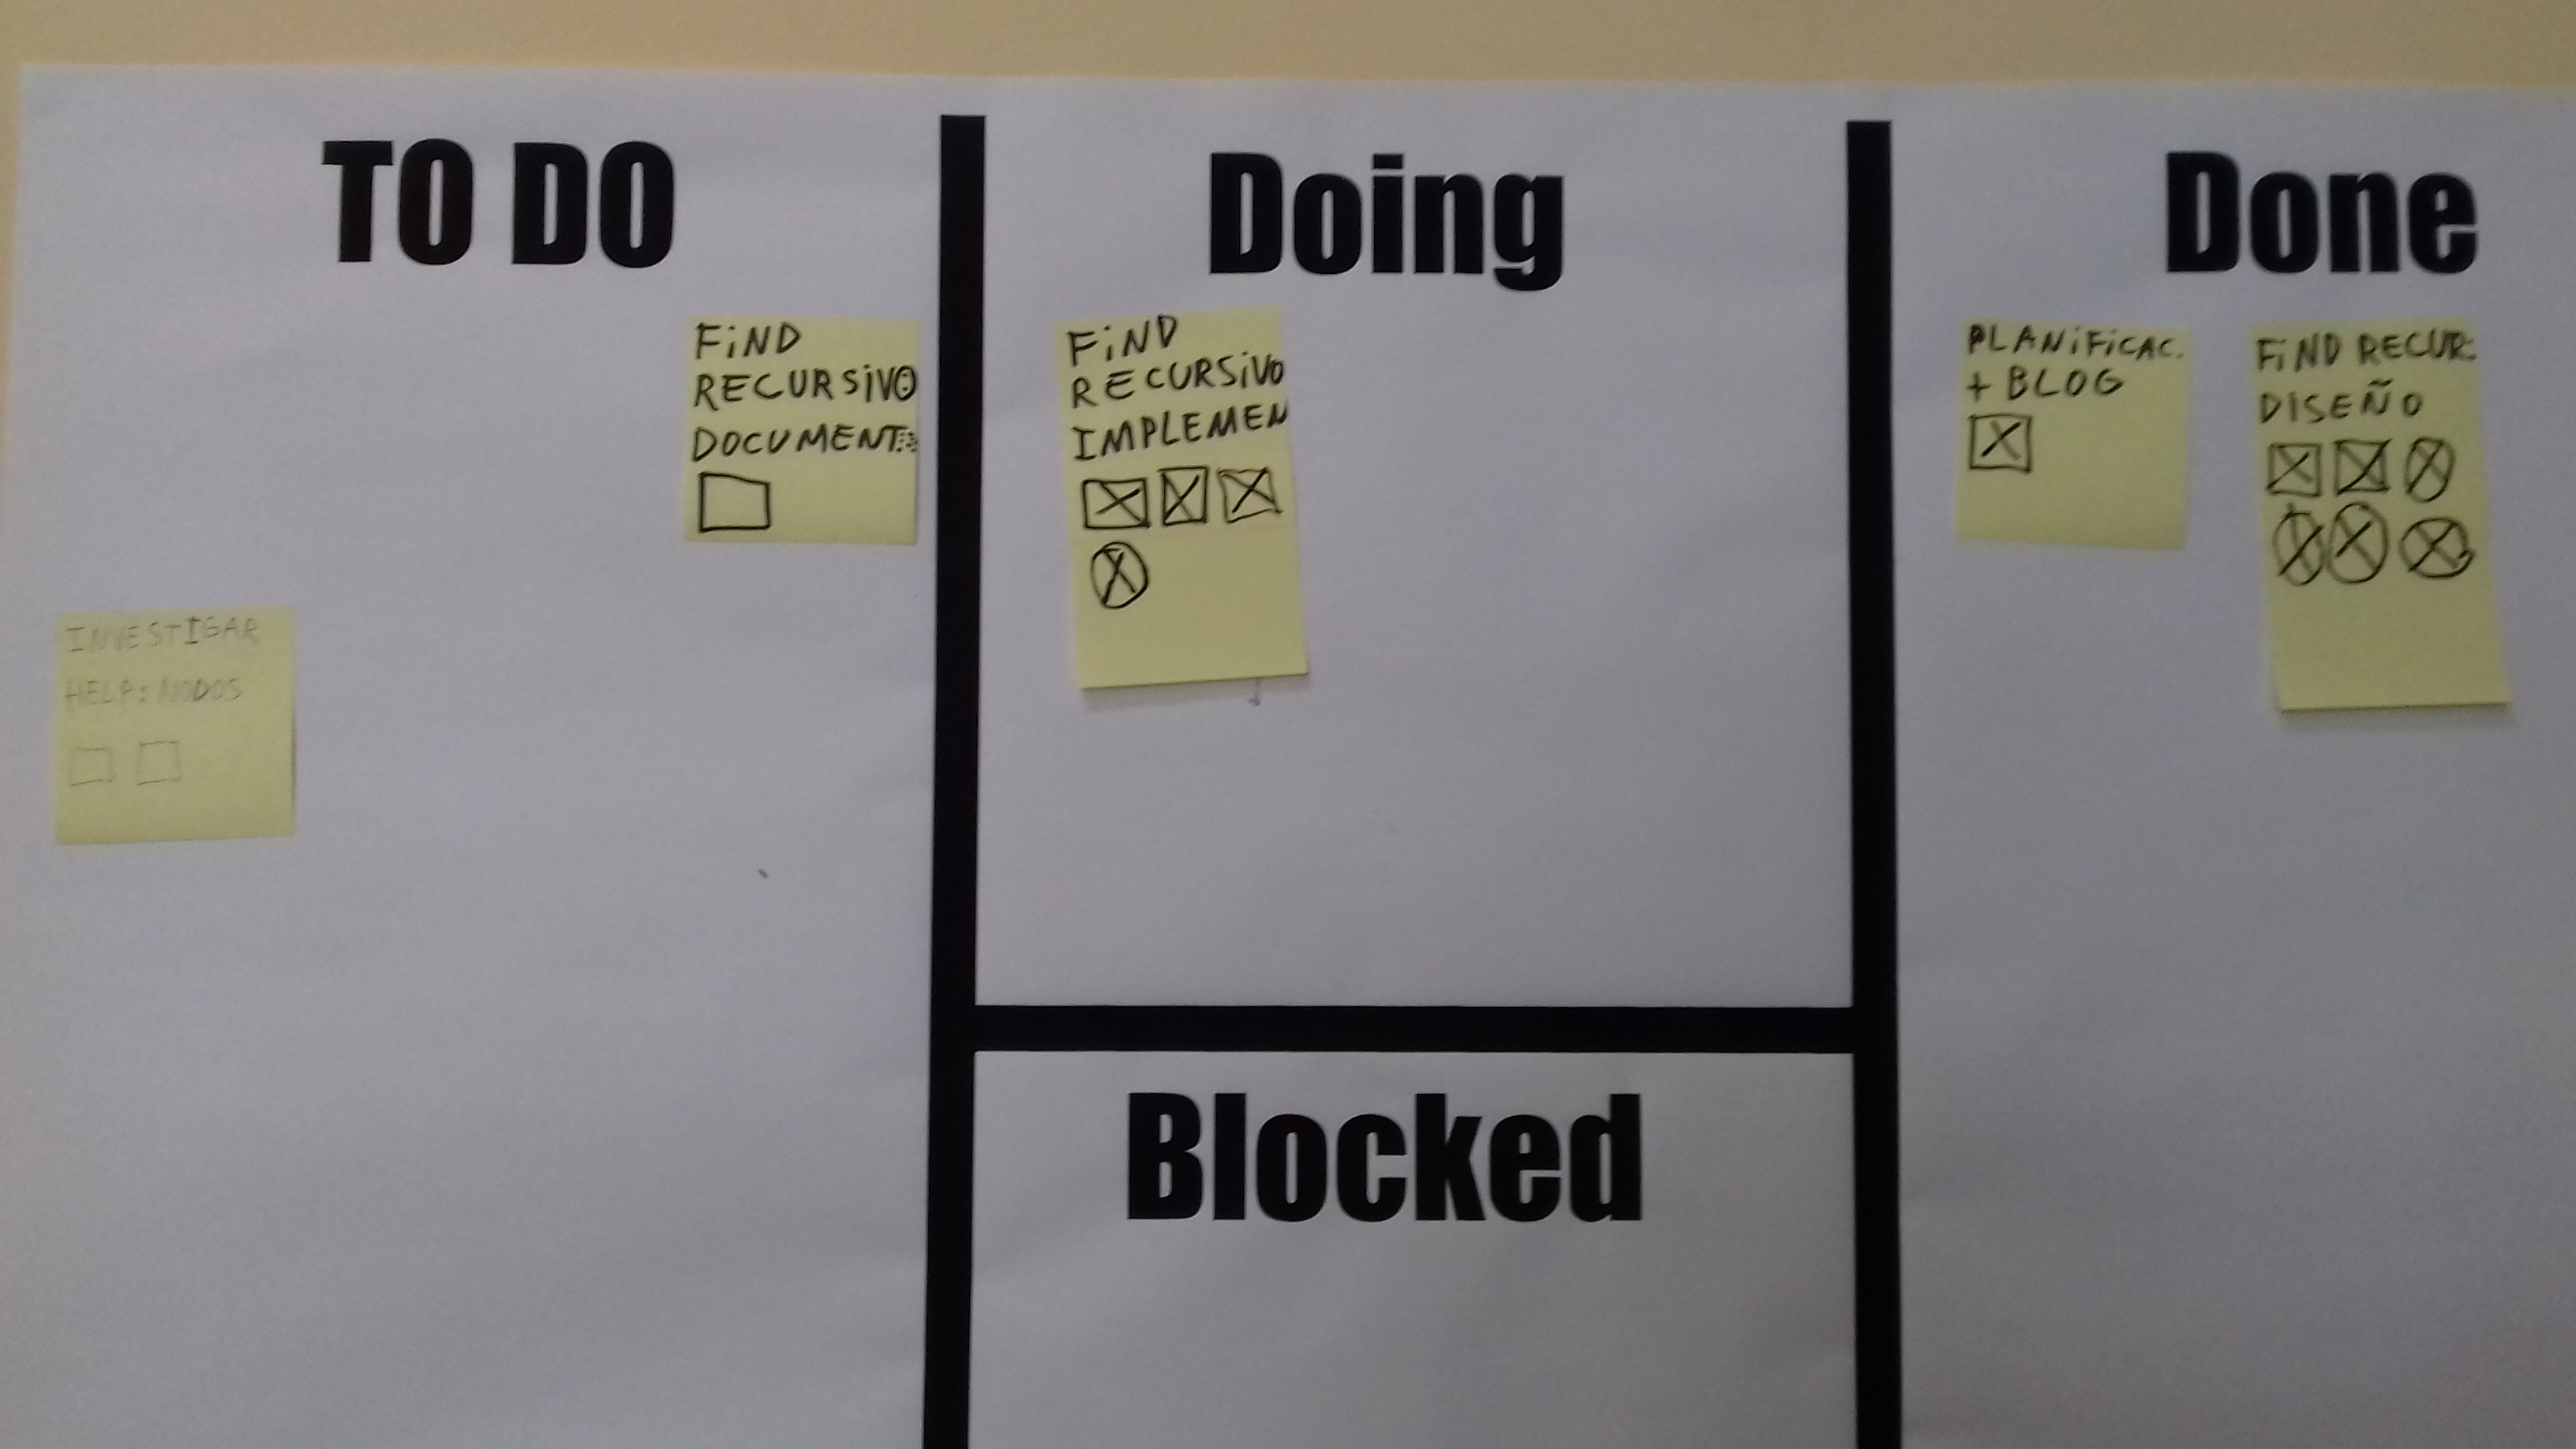 TO DO
FiND
RECURSiVO
DOCUMENT.
INVESTIGAR
HELP: NODOS
Doing
FiND
RECURSiVO
IMPLEMEN
Blocked
Done
PLANiFiCAC.
+ BLOG
FiND RECUR.
DISEÑO